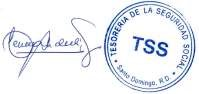 TESORERIA DE LA SEGURIDAD SOCIAL
TSS
Santo Domingo, R.D.